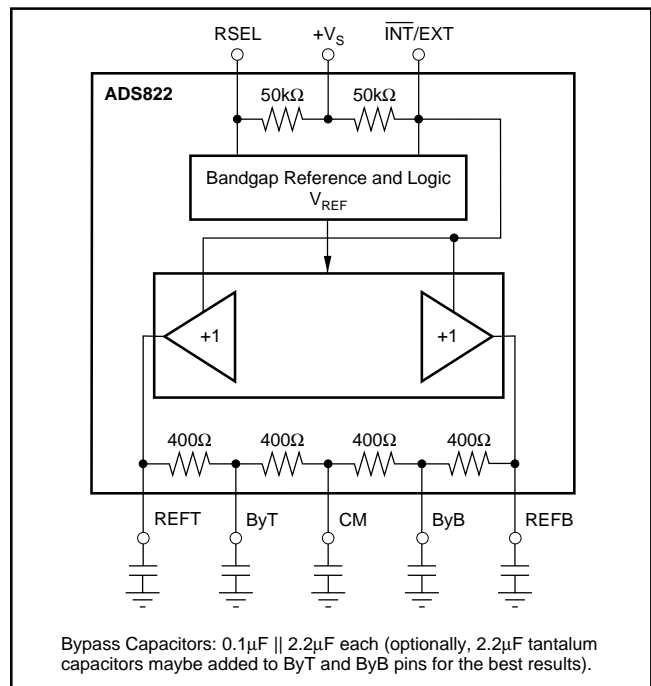 RSEL +VS INT/EXT
ADS822
50kΩ 50kΩ
Bandgap Reference and Logic
VREF
+1 +1
400Ω 400Ω 400Ω 400Ω
REFT ByT CM ByB REFB
Bypass Capacitors: 0.1µF || 2.2µF each (optionally, 2.2µF tantalum
capacitors maybe added to ByT and ByB pins for the best results).